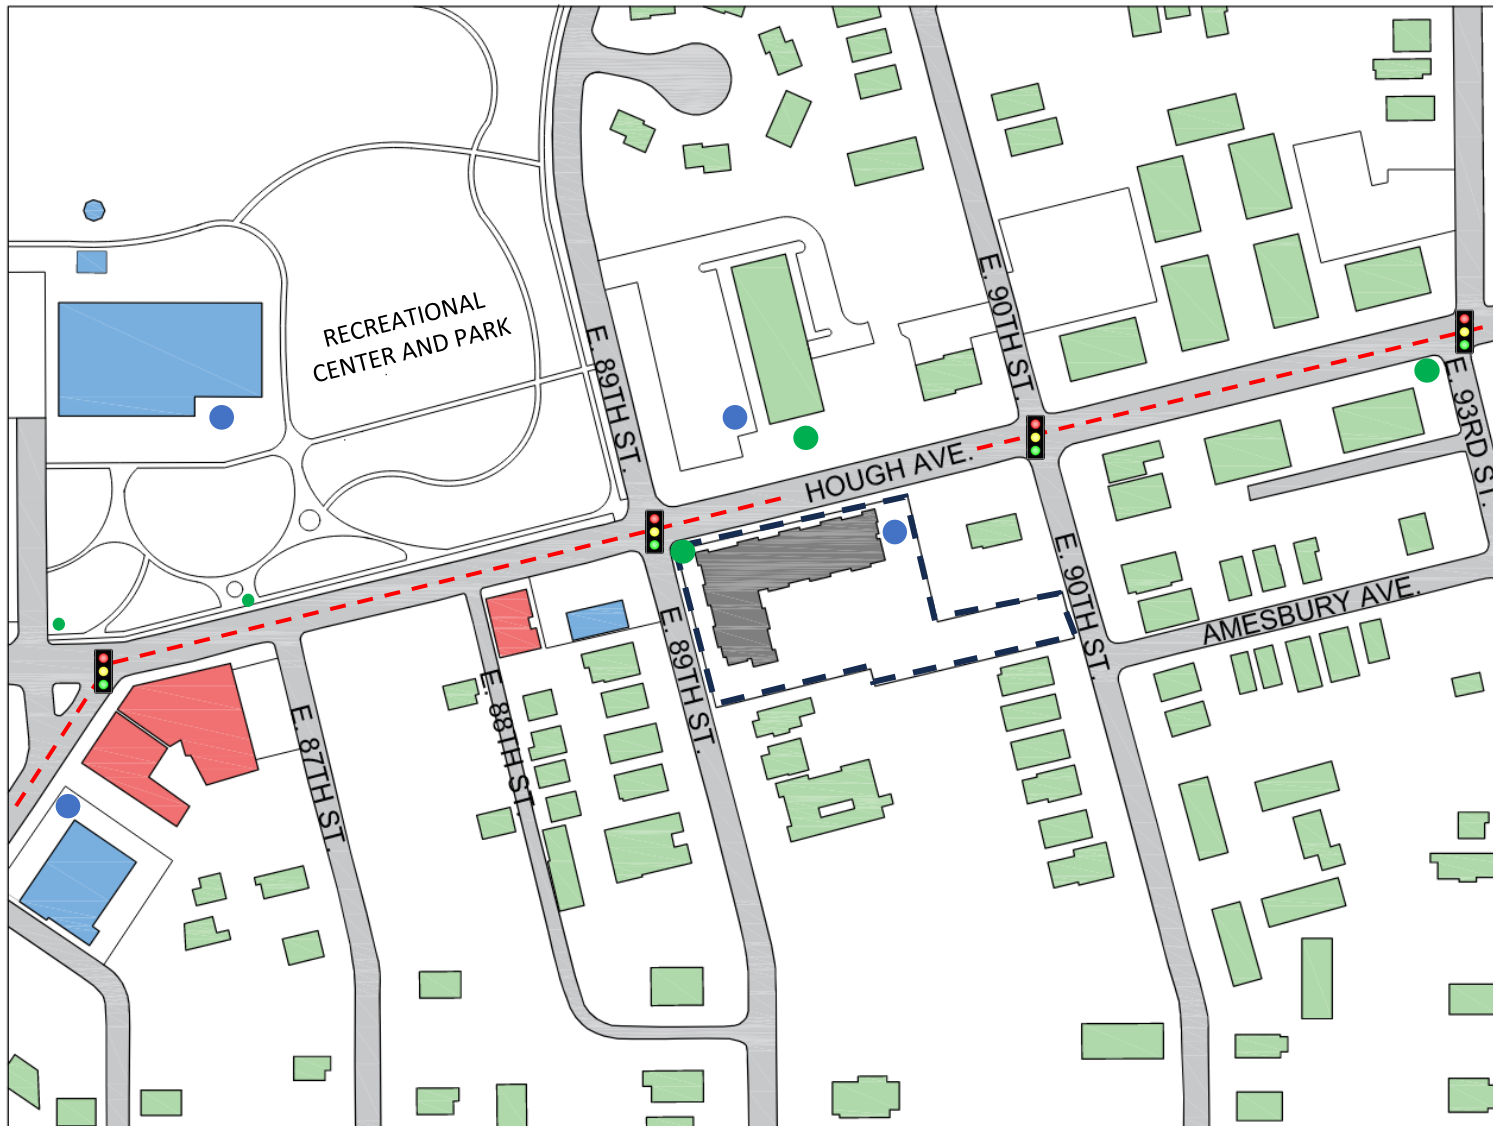 RECREATIONAL
CENTER AND PARK
E. 89TH ST.
E. 90TH ST.
HOUGH AVE.
E. 93RD ST.
E. 90TH ST.
AMESBURY AVE.
E. 89TH ST.
E. 88TH ST.
E. 87TH ST.